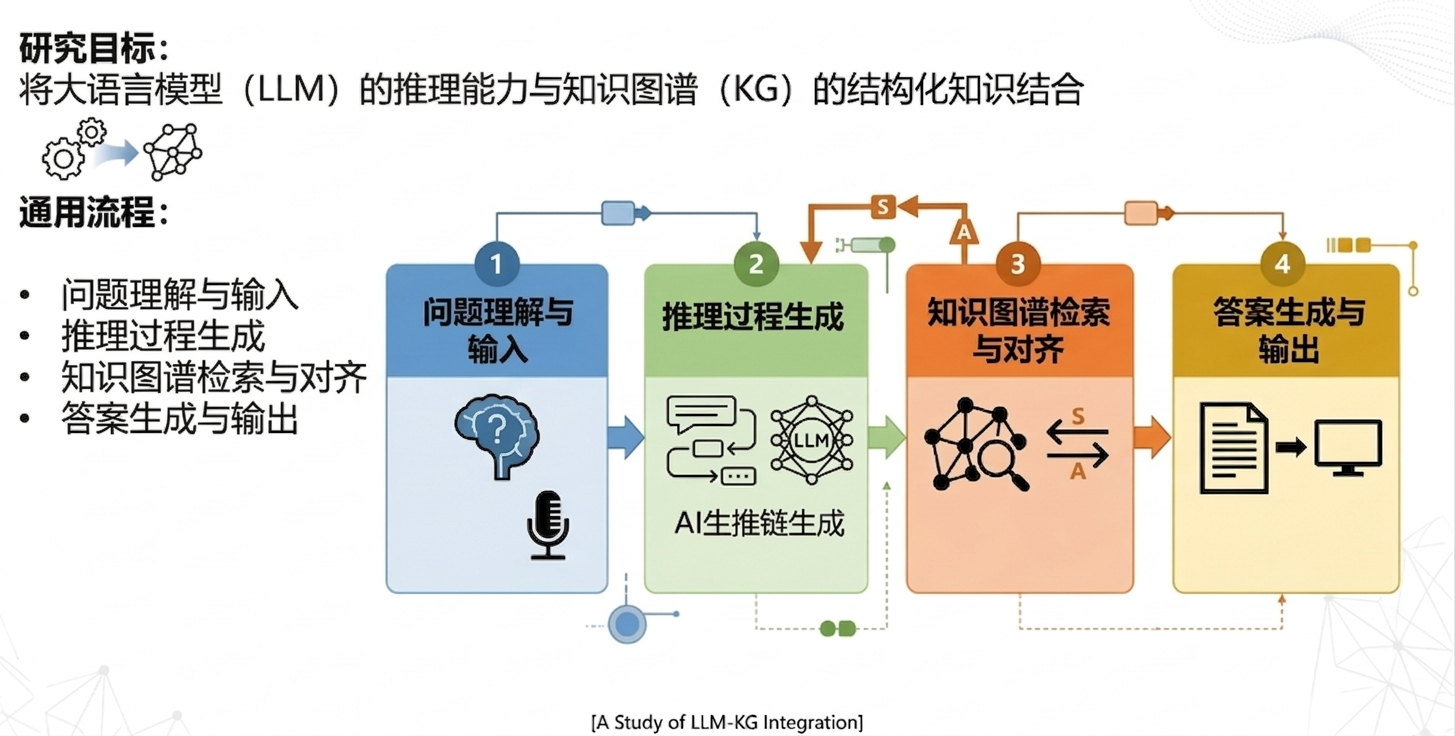 研究目标：
将大语言模型（LLM）的推理能力与知识图谱（KG）的结构化知识结合
通用流程：
• 问题理解与输入
• 推理过程生成
• 知识图谱检索与对齐
• 答案生成与输出
1
问题理解与
输入
?
2
推理过程生成
LLM
AI生推链生成
S
A
3
知识图谱检索
与对齐
S
A
4
答案生成与
输出
[A Study of LLM-KG Integration]